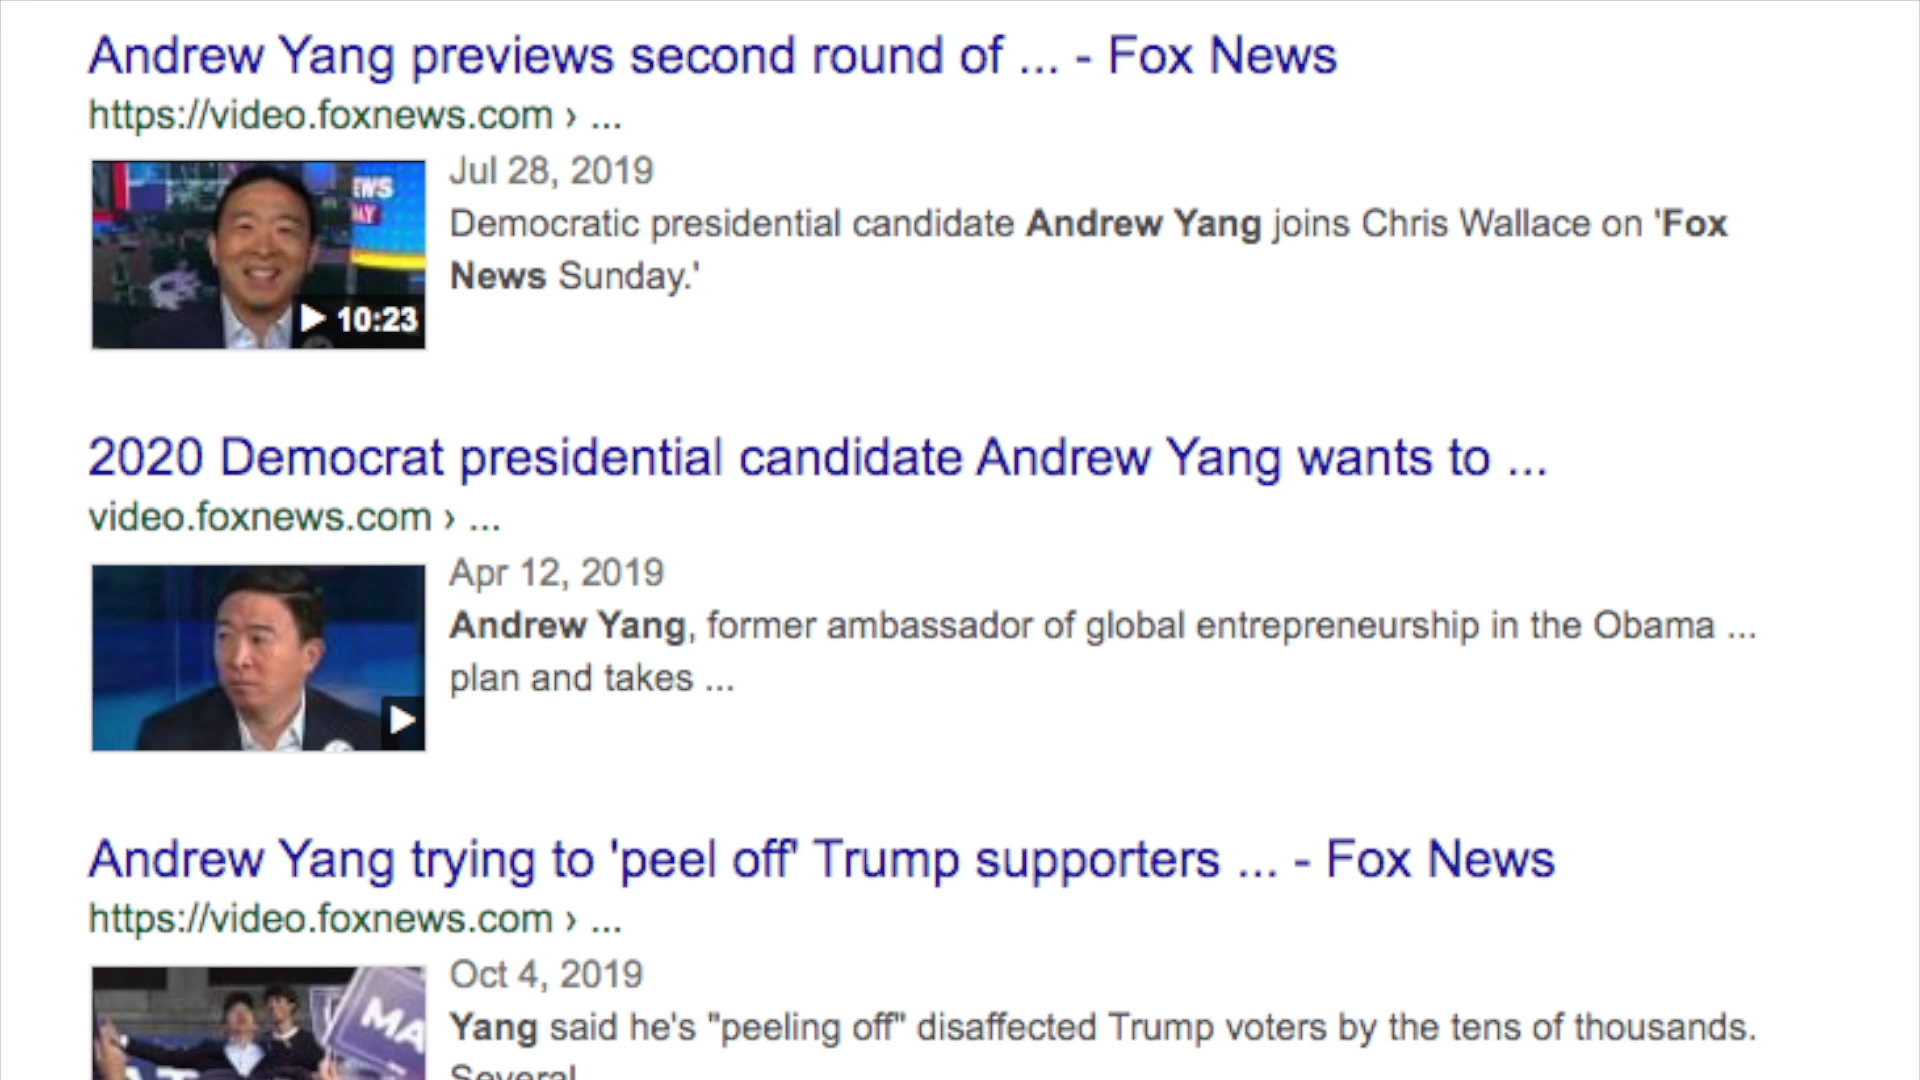 Andrew Yang previews second round of ... - Fox News
https://video.foxnews.com › ...
EWS
AY
10:23
Jul 28, 2019
Democratic presidential candidate Andrew Yang joins Chris Wallace on 'Fox
News Sunday.'
2020 Democrat presidential candidate Andrew Yang wants to ...
video.foxnews.com › ...
Apr 12, 2019
Andrew Yang, former ambassador of global entrepreneurship in the Obama ...
plan and takes ...
Andrew Yang trying to 'peel off' Trump supporters ... - Fox News
https://video.foxnews.com › ...
MA
Oct 4, 2019
Yang said he's "peeling off" disaffected Trump voters by the tens of thousands.
Several